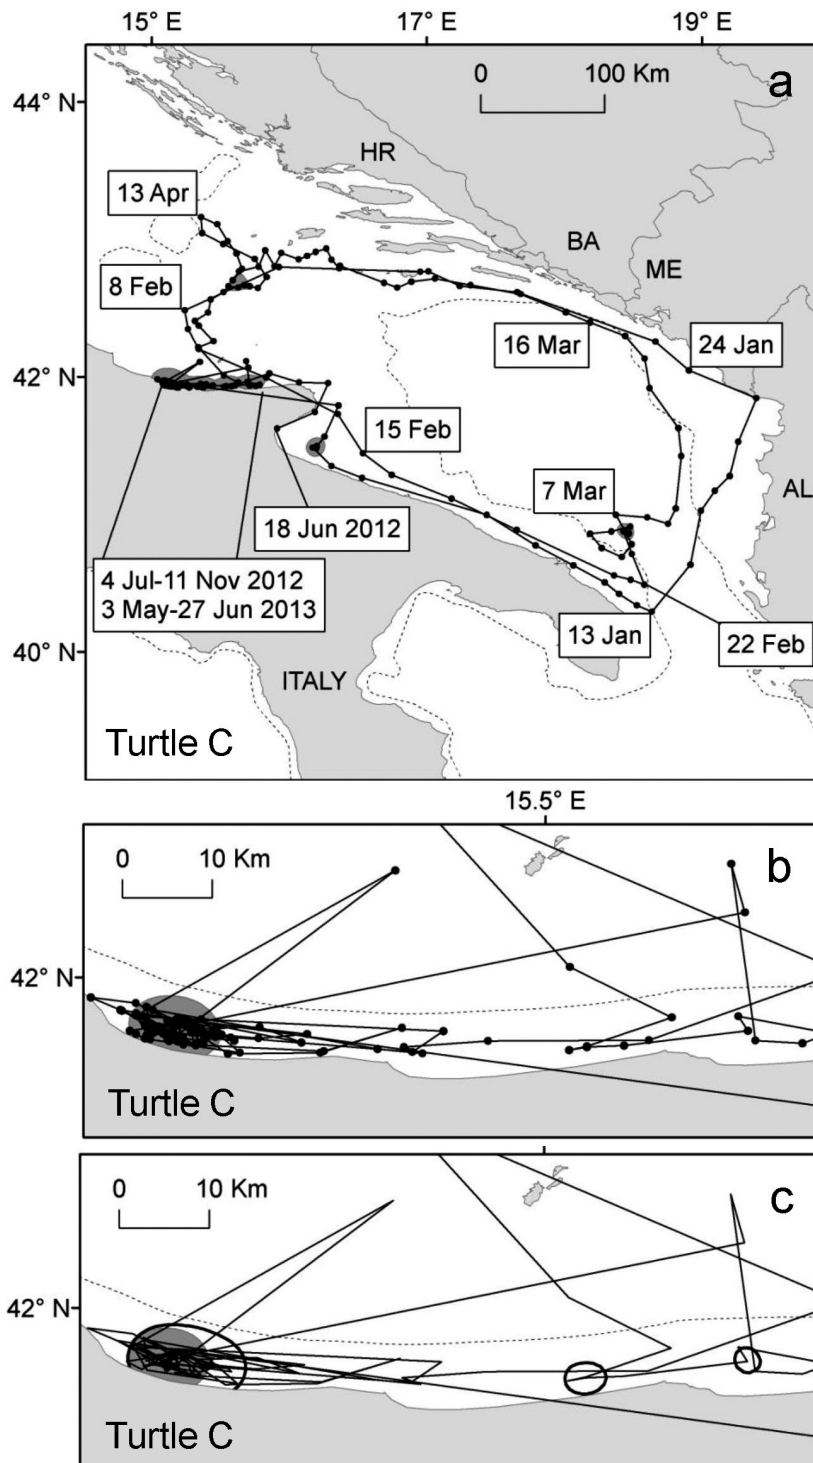 15° E 17° E 19° E
a
0 100 Km
44° N
HR
13 Apr
BA
ME
8 Feb
16 Mar
24 Jan
42° N
15 Feb
7 Mar
AL
18 Jun 2012
4 Jul-11 Nov 2012
3 May-27 Jun 2013
13 Jan
22 Feb
40° N
ITALY
Turtle C
15.5° E
0 10 Km
b
42° N
Turtle C
0 10 Km
c
42° N
Turtle C